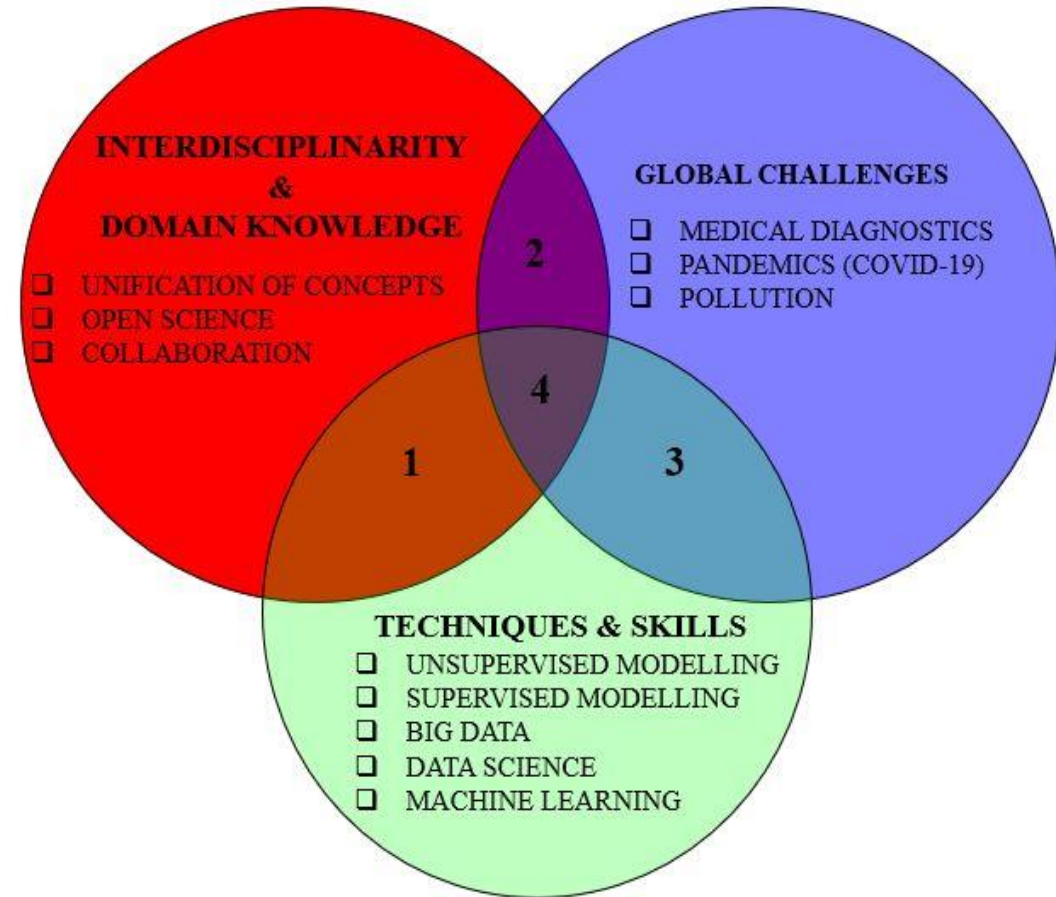 INTERDISCIPLINARITY
&
DOMAIN KNOWLEDGE
❑ UNIFICATION OF CONCEPTS
❑ OPEN SCIENCE
❑ COLLABORATION
GLOBAL CHALLENGES
❑ MEDICAL DIAGNOSTICS
❑ PANDEMICS (COVID-19)
❑ POLLUTION
2
4
1
3
TECHNIQUES & SKILLS
❑ UNSUPERVISED MODELLING
❑ SUPERVISED MODELLING
❑ BIG DATA
❑ DATA SCIENCE
❑ MACHINE LEARNING